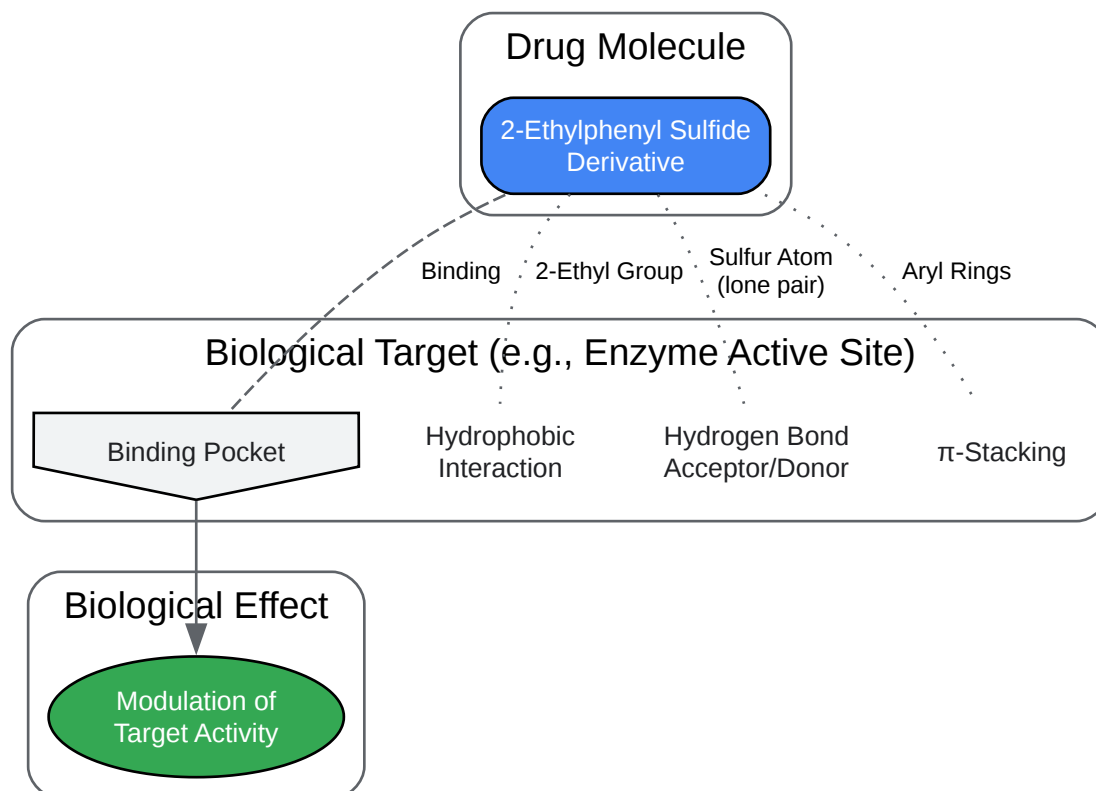 Drug Molecule
2-Ethylphenyl Sulfide
Derivative
Binding
2-Ethyl Group
Sulfur Atom
(lone pair)
Aryl Rings
Biological Target (e.g., Enzyme Active Site)
Binding Pocket
Hydrophobic
Interaction
Hydrogen Bond
Acceptor/Donor
π-Stacking
Biological Effect
Modulation of
Target Activity